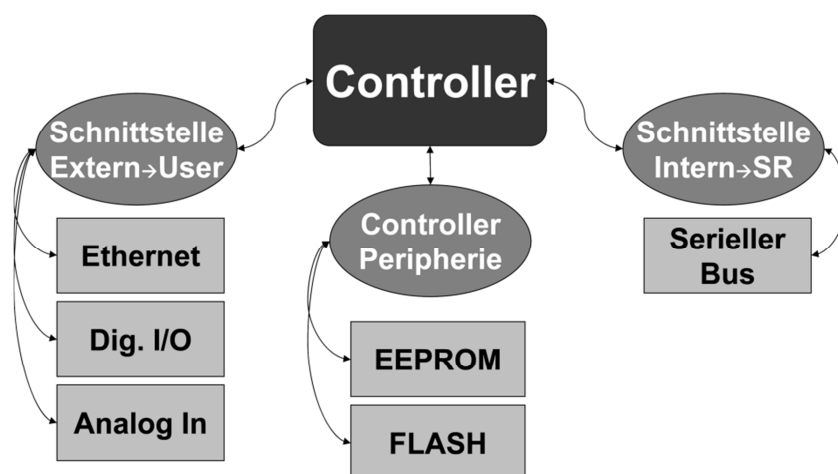 Controller
Schnittstelle
Extern→User
Schnittstelle
Intern→SR
Controller
Peripherie
Ethernet
Dig. I/O
Analog In
EEPROM
FLASH
Serieller
Bus